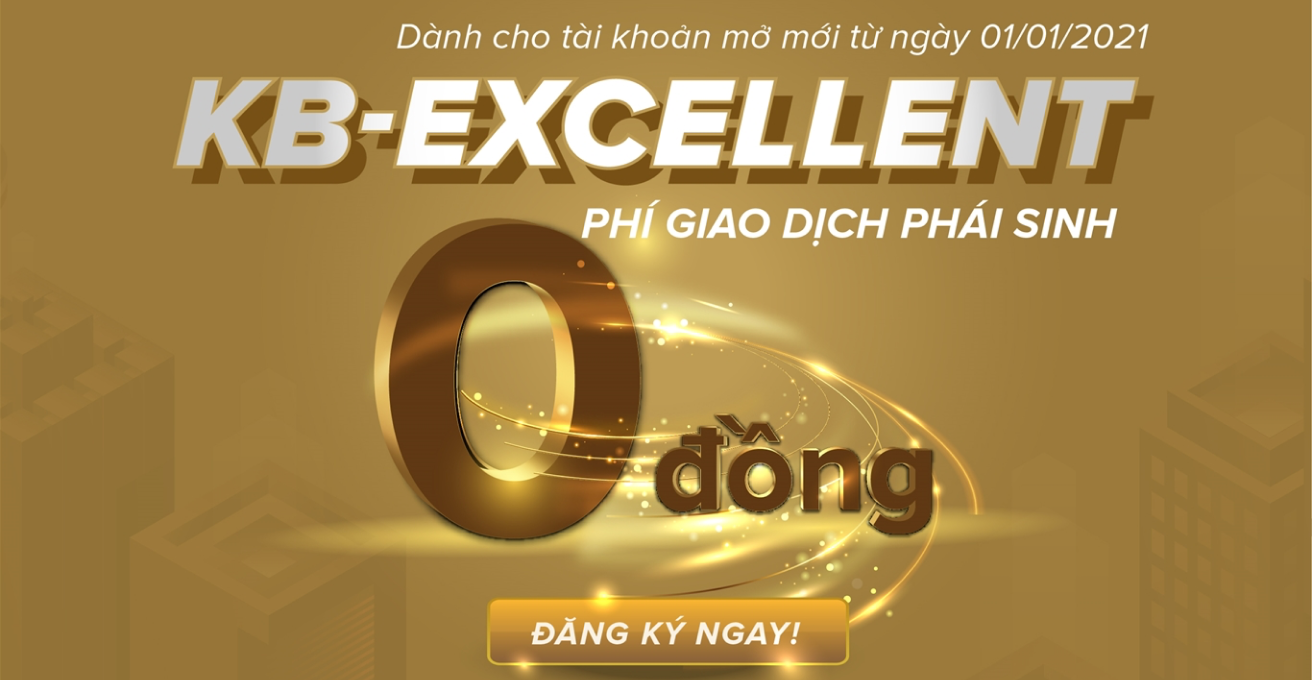 Dành cho tài khoản mở mới từ ngày 01/01/2021
KB-EXCELLENT
PHÍ GIAO DỊCH PHÁI SINH
0 đồng
ĐĂNG KÝ NGAY!